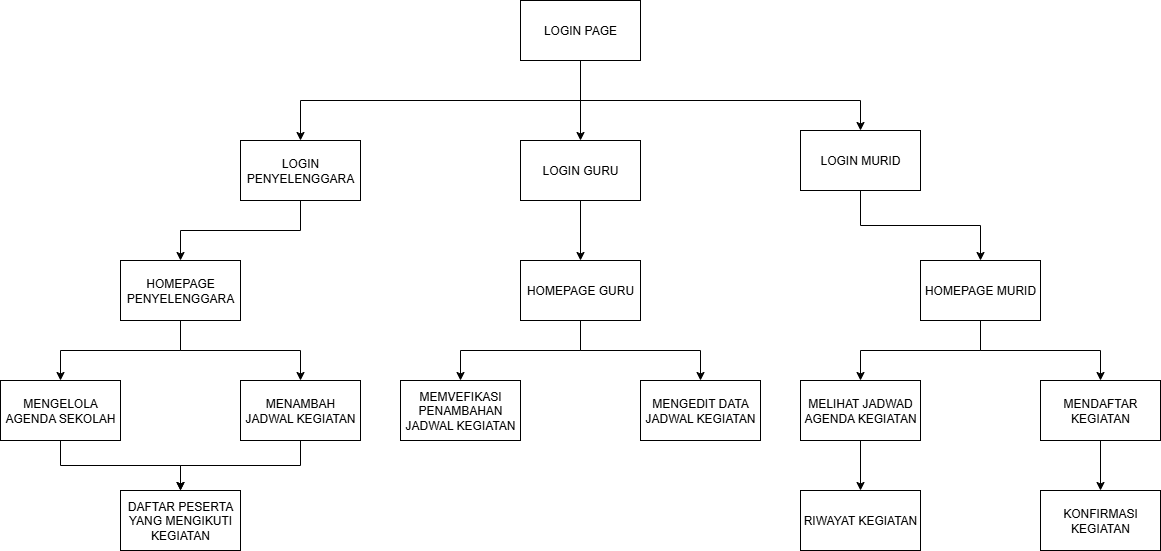 LOGIN PAGE
LOGIN
PENYELENGGARA
LOGIN GURU
LOGIN MURID
HOMEPAGE
PENYELENGGARA
HOMEPAGE GURU
HOMEPAGE MURID
MENGELOLA
AGENDA SEKOLAH
MENAMBAH
JADWAL KEGIATAN
MEMVEFIKASI
PENAMBAHAN
JADWAL KEGIATAN
MENGEDIT DATA
JADWAL KEGIATAN
MELIHAT JADWAD
AGENDA KEGIATAN
MENDAFTAR
KEGIATAN
DAFTAR PESERTA
YANG MENGIKUTI
KEGIATAN
RIWAYAT KEGIATAN
KONFIRMASI
KEGIATAN